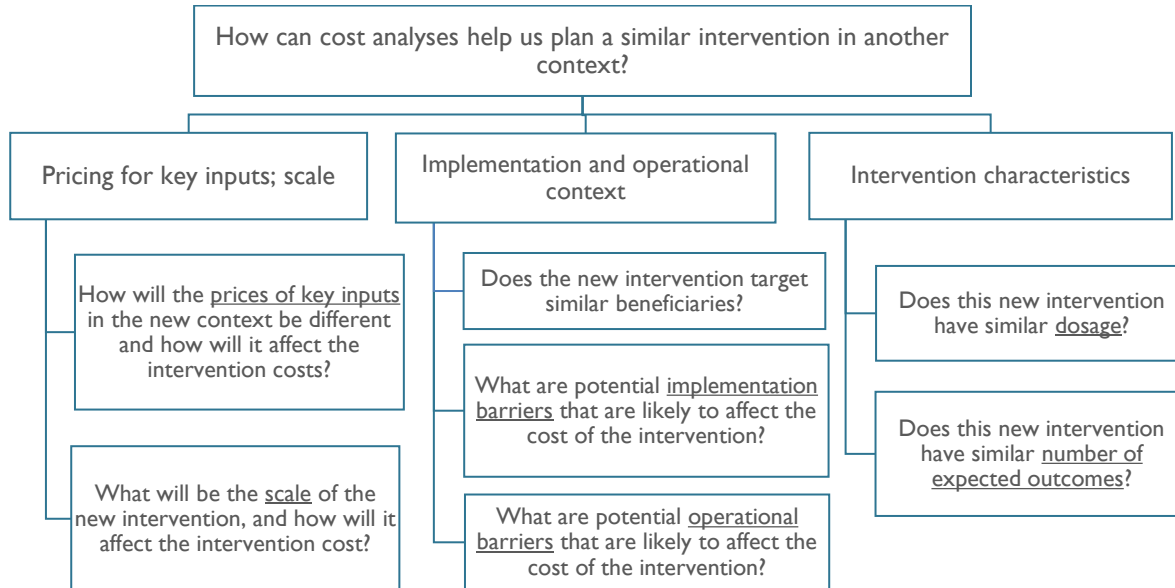 How can cost analyses help us plan a similar intervention in another
context?
Pricing for key inputs; scale
How will the prices of key inputs
in the new context be different
and how will it affect the
intervention costs?
What will be the scale of the
new intervention, and how will it
affect the intervention cost?
Implementation and operational
context
Does the new intervention target
similar beneficiaries?
What are potential implementation
barriers that are likely to affect the
cost of the intervention?
What are potential operational
barriers that are likely to affect the
cost of the intervention?
Intervention characteristics
Does this new intervention
have similar dosage?
Does this new intervention
have similar number of
expected outcomes?